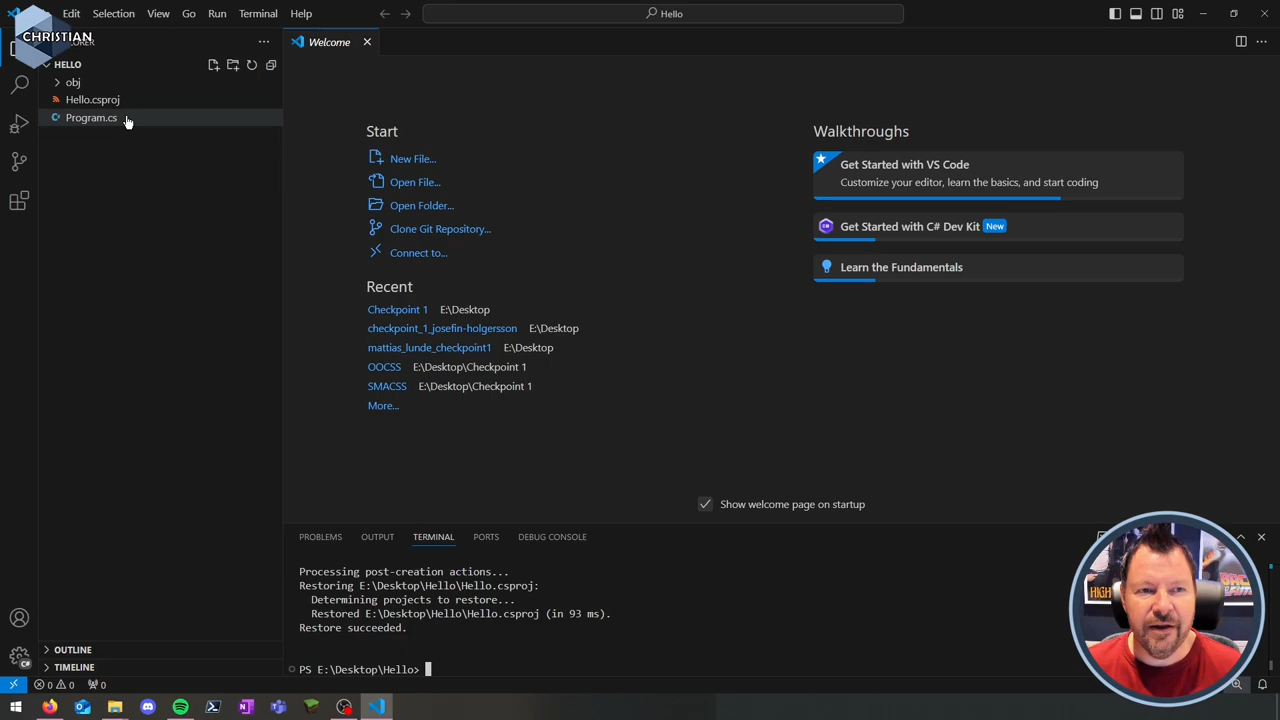 Edit Selection View Go Run Terminal Help
Hello
CHRISTIAN
Welcome
HELLO
obj
Hello.csproj
Program.cs
Start
New File...
Open File...
Open Folder...
Clone Git Repository...
Connect to...
Recent
Checkpoint 1 E:\Desktop
checkpoint_1_josefin-holgersson E:\Desktop
mattias_lunde_checkpoint1 E:\Desktop
OOCSS E:\Desktop\Checkpoint 1
SMACSS E:\Desktop\Checkpoint 1
More...
Walkthroughs
Get Started with VS Code
Customize your editor, learn the basics, and start coding
Get Started with C# Dev Kit New
Learn the Fundamentals
Show welcome page on startup
PROBLEMS OUTPUT TERMINAL PORTS DEBUG CONSOLE
Processing post-creation actions...
Restoring E:\Desktop\Hello\Hello.csproj:
Determining projects to restore...
Restored E:\Desktop\Hello\Hello.csproj (in 93 ms).
Restore succeeded.
PS E:\Desktop\Hello>
OUTLINE
TIMELINE
0 0 0